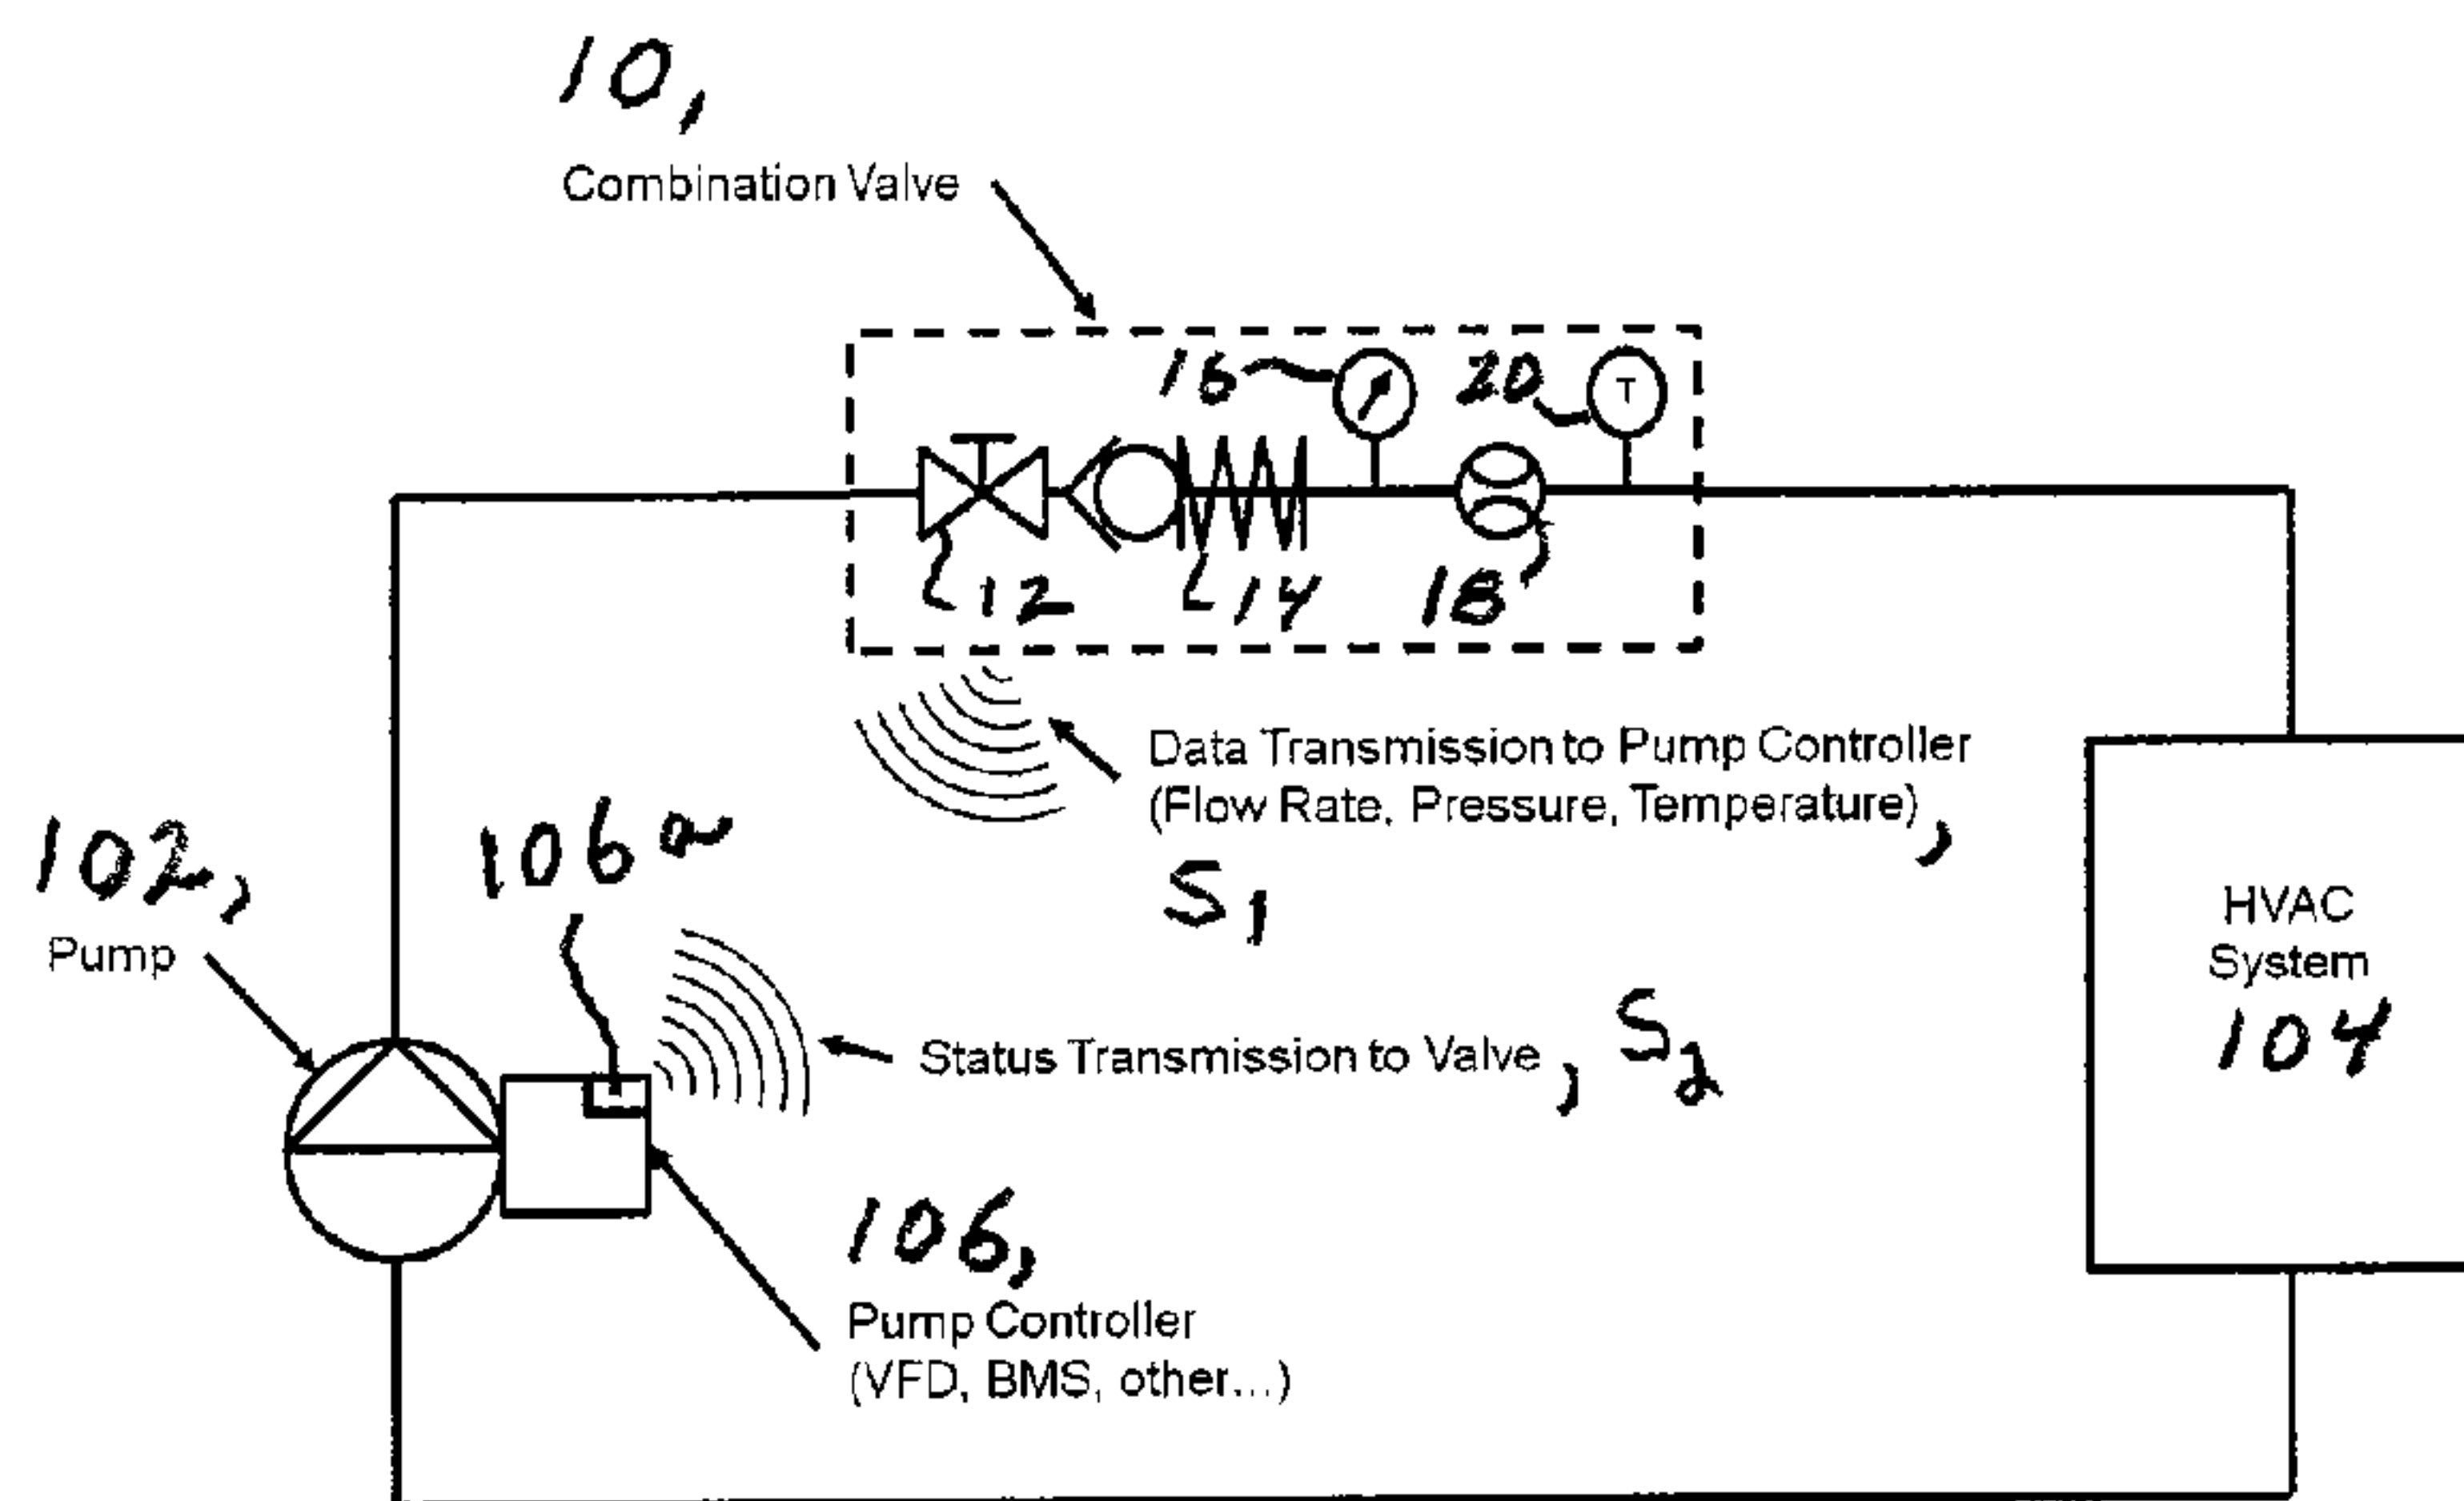 10,
Combination Valve
16
20
T
12
14
18
Data Transmission to Pump Controller
(Flow Rate, Pressure, Temperature),
S1
102,
Pump
106a
HVAC
System
104
Status Transmission to Valve, S2
106,
Pump Controller
(VFD, BMS, other...)